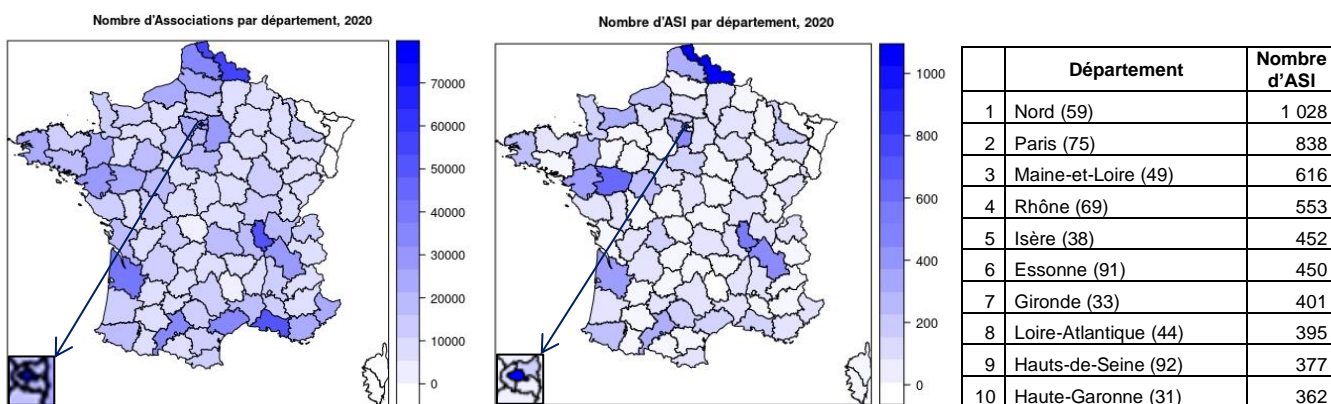 Nombre d'Associations par département, 2020
70000
60000
50000
40000
30000
20000
10000
0
Nombre d'ASI par département, 2020
1000
800
600
400
200
0
Département Nombre d'ASI
1 Nord (59) 1 028
2 Paris (75) 838
3 Maine-et-Loire (49) 616
4 Rhône (69) 553
5 Isère (38) 452
6 Essonne (91) 450
7 Gironde (33) 401
8 Loire-Atlantique (44) 395
9 Hauts-de-Seine (92) 377
10 Haute-Garonne (31) 362